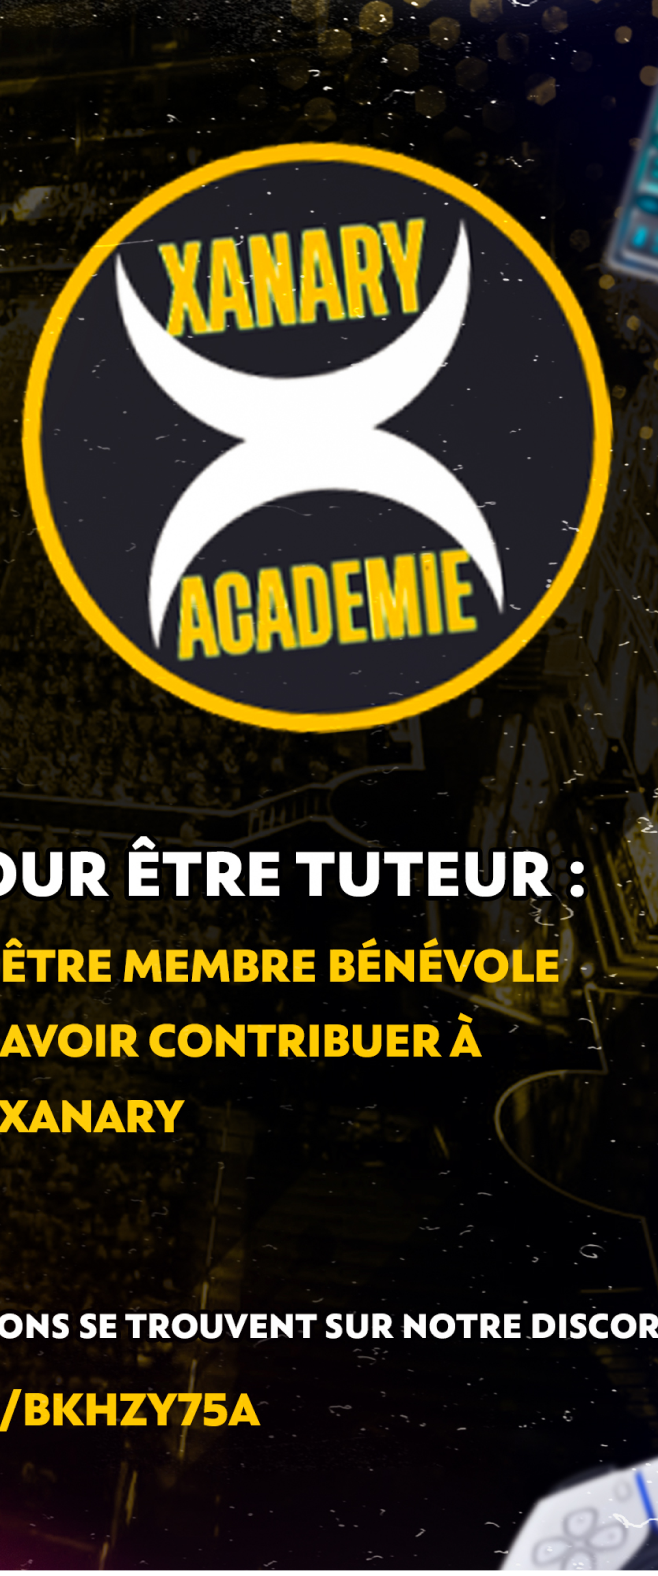 XANARY
ACADEMIE
OUR ÊTRE TUTEUR :
ÊTRE MEMBRE BÉNÉVOLE
AVOIR CONTRIBUER À
XANARY
ONS SE TROUVENT SUR NOTRE DISCOR
/BKHZY75A